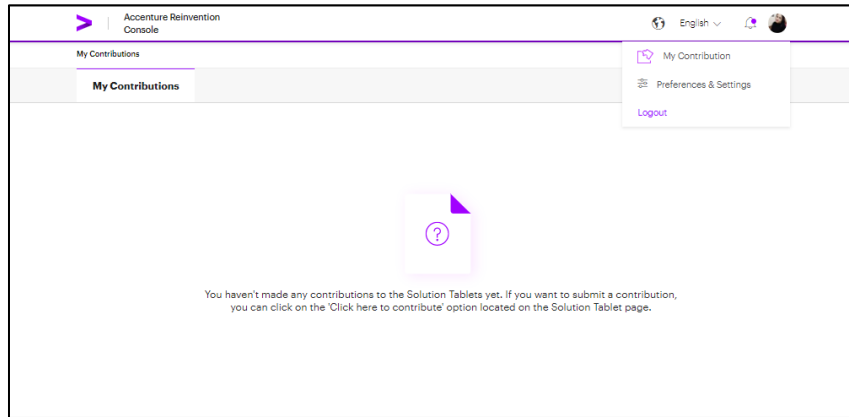 Accenture Reinvention
Console
English
My Contributions
My Contribution
My Contributions
Preferences & Settings
Logout
?
You haven't made any contributions to the Solution Tablets yet. If you want to submit a contribution,
you can click on the 'Click here to contribute' option located on the Solution Tablet page.